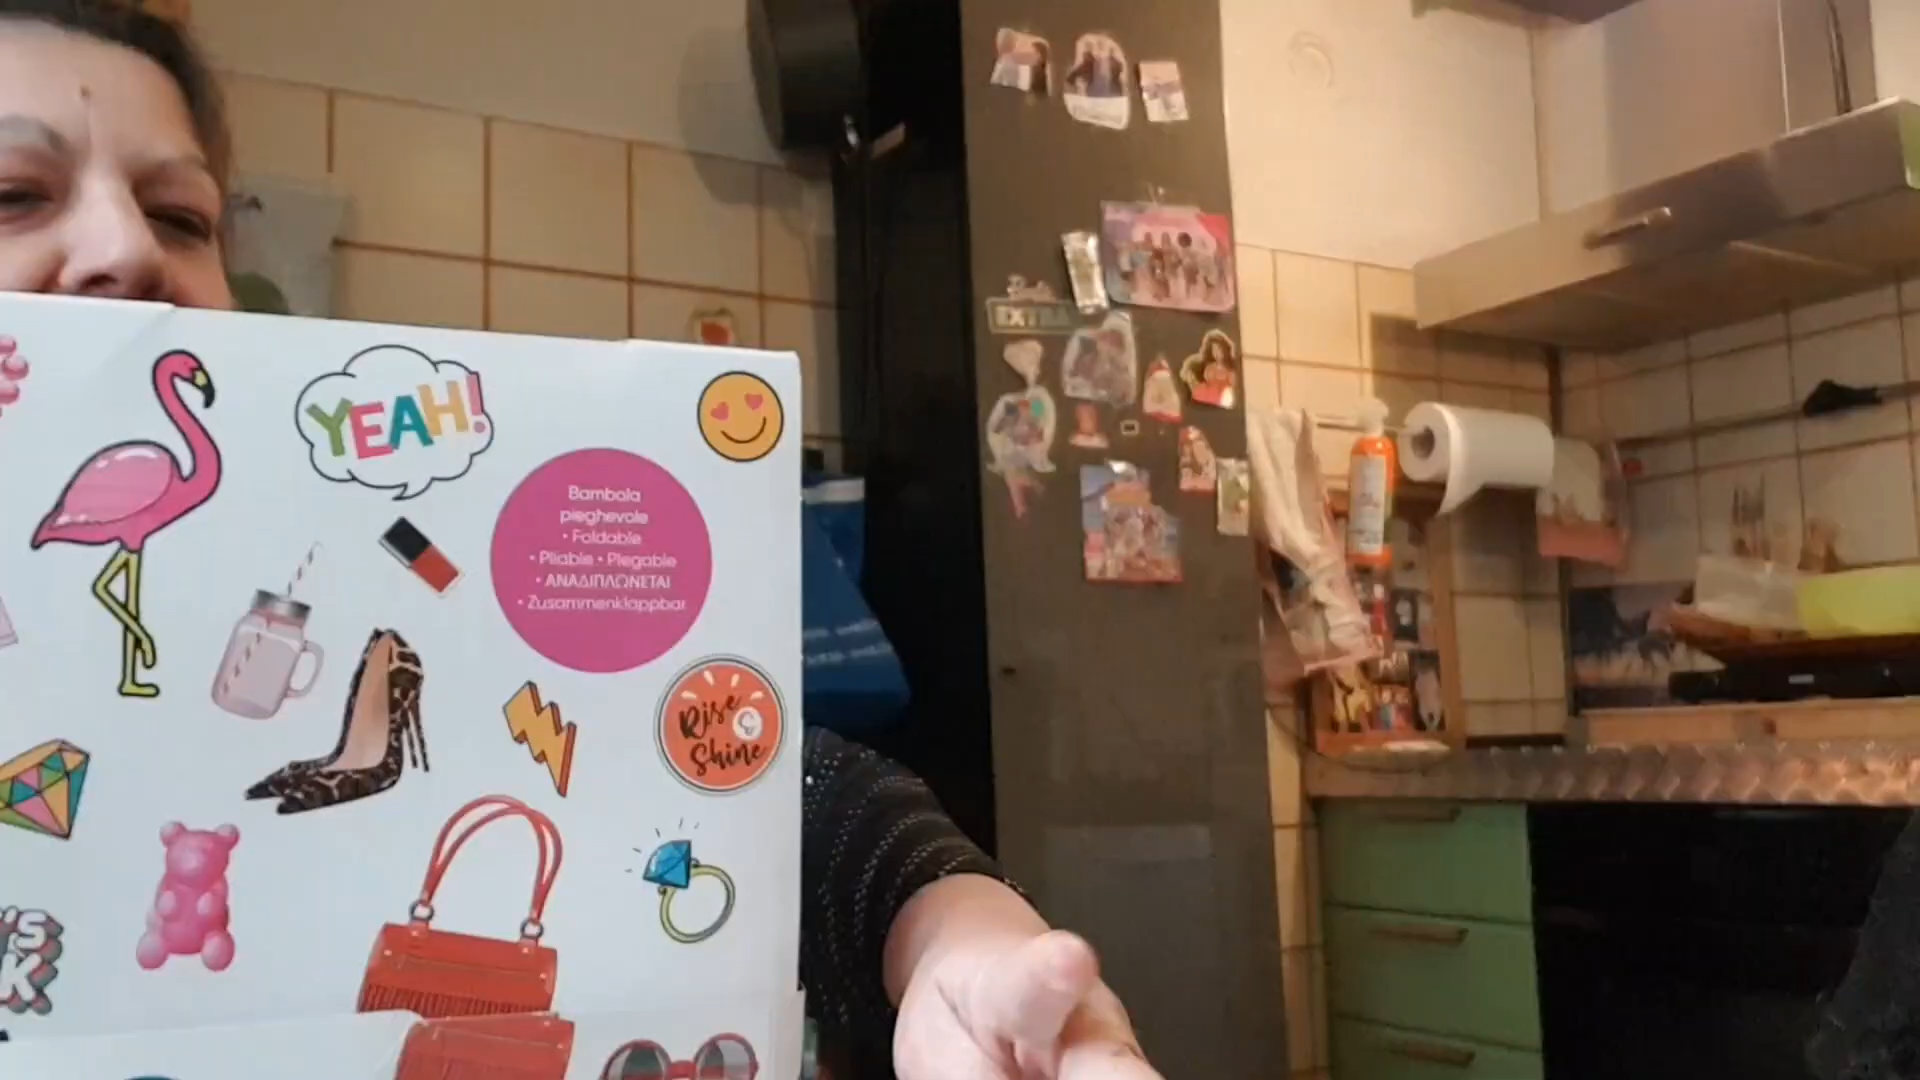 YEAH!
Bambola
pieghevole
• Foldable
• Pliable • Plegable
• ΑΝΑΔΙΠΛΩΝΕΤΑΙ
• Zusammenklappbar
Rise
Shine
'S
K
EXTRA